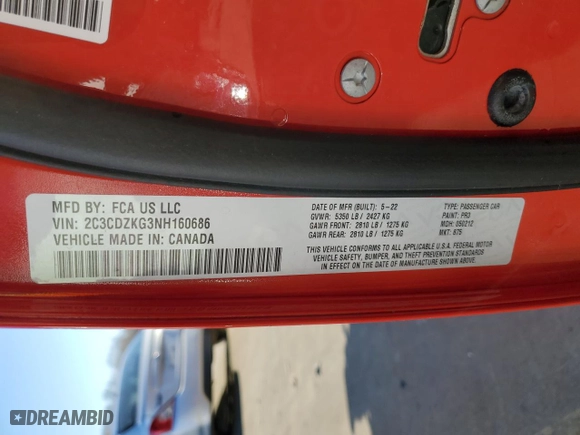 MFD BY: FCA US LLC
VIN: 2C3CDZKG3NH160686
VEHICLE MADE IN: CANADA
DATE OF MFR (BUILT): 5-22
GVWR: 5350 LB / 2427 KG
GAWR FRONT: 2810 LB / 1275 KG
GAWR REAR: 2810 LB / 1275 KG
TYPE: PASSENGER CAR
PAINT: PR3
MDH: 050212
MKT: 875
THIS VEHICLE CONFORMS TO ALL APPLICABLE U.S.A. FEDERAL MOTOR
VEHICLE SAFETY, BUMPER, AND THEFT PREVENTION STANDARDS
IN EFFECT ON THE DATE OF MANUFACTURE SHOWN ABOVE.
DREAMBID